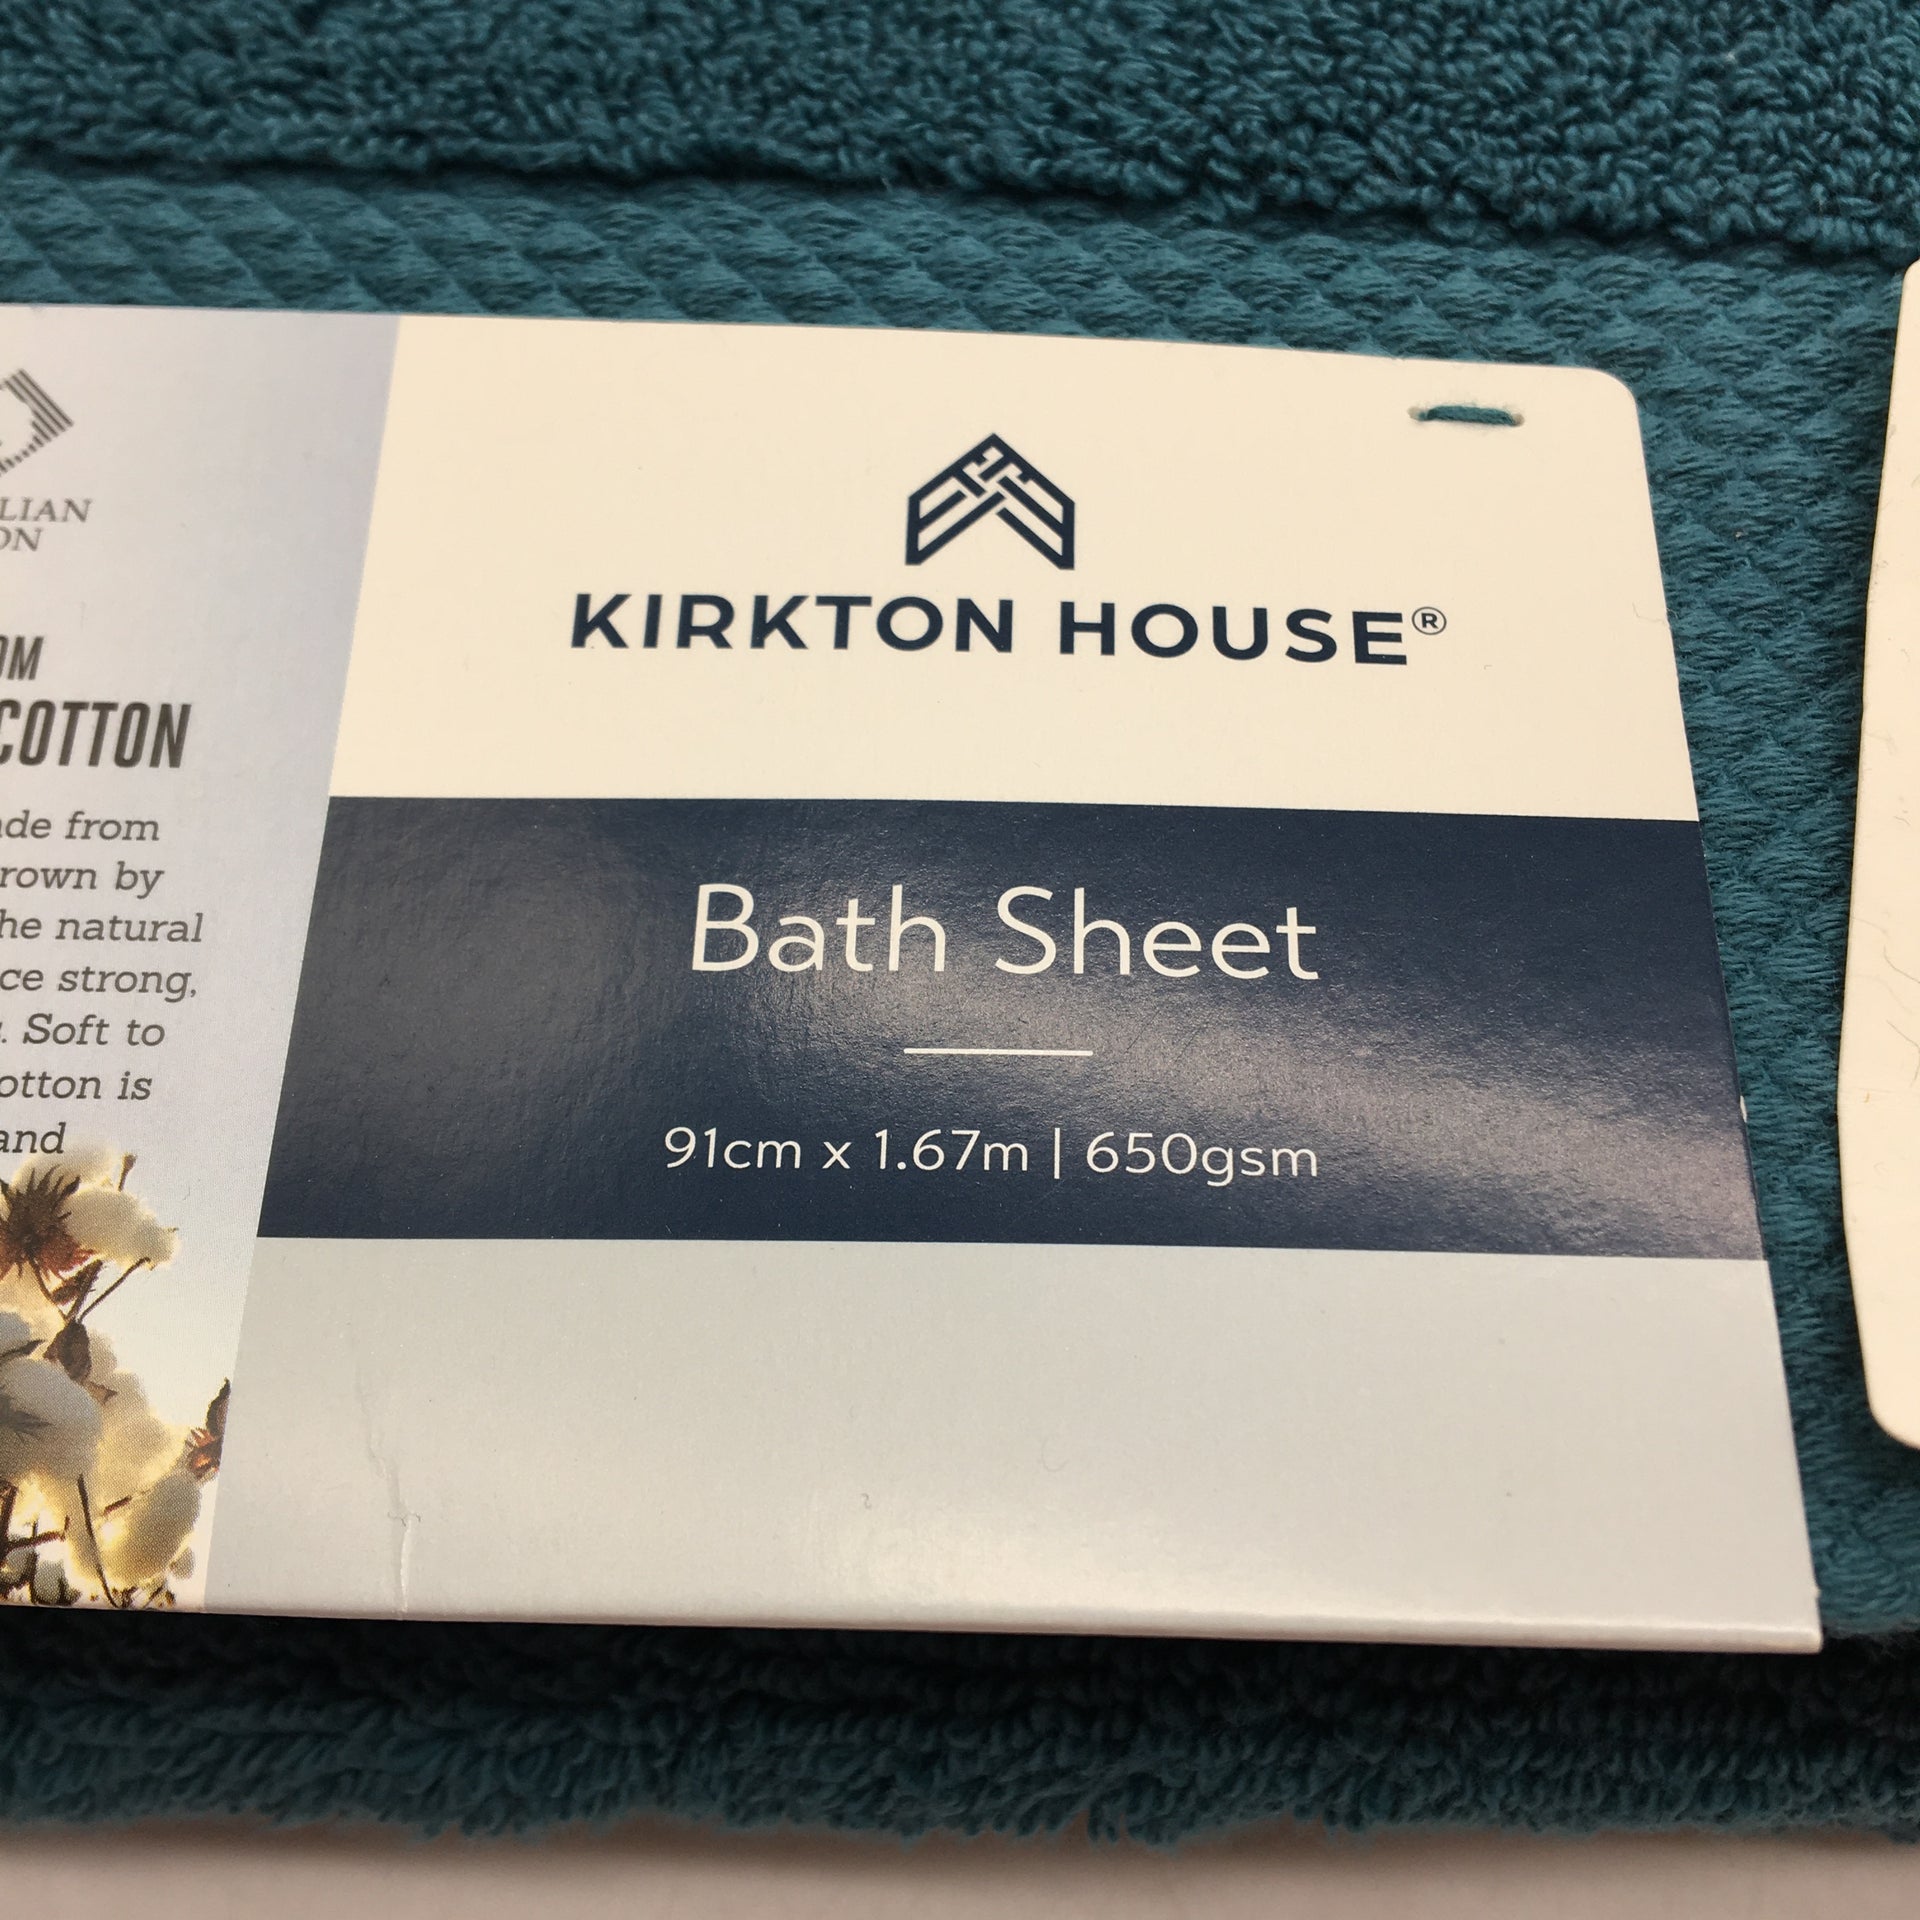 LIAN
ON
OM
COTTON
de from
rown by
he natural
ce strong,
. Soft to
otton is
and
KIRKTON HOUSE®
Bath Sheet
91cm x 1.67m | 650gsm